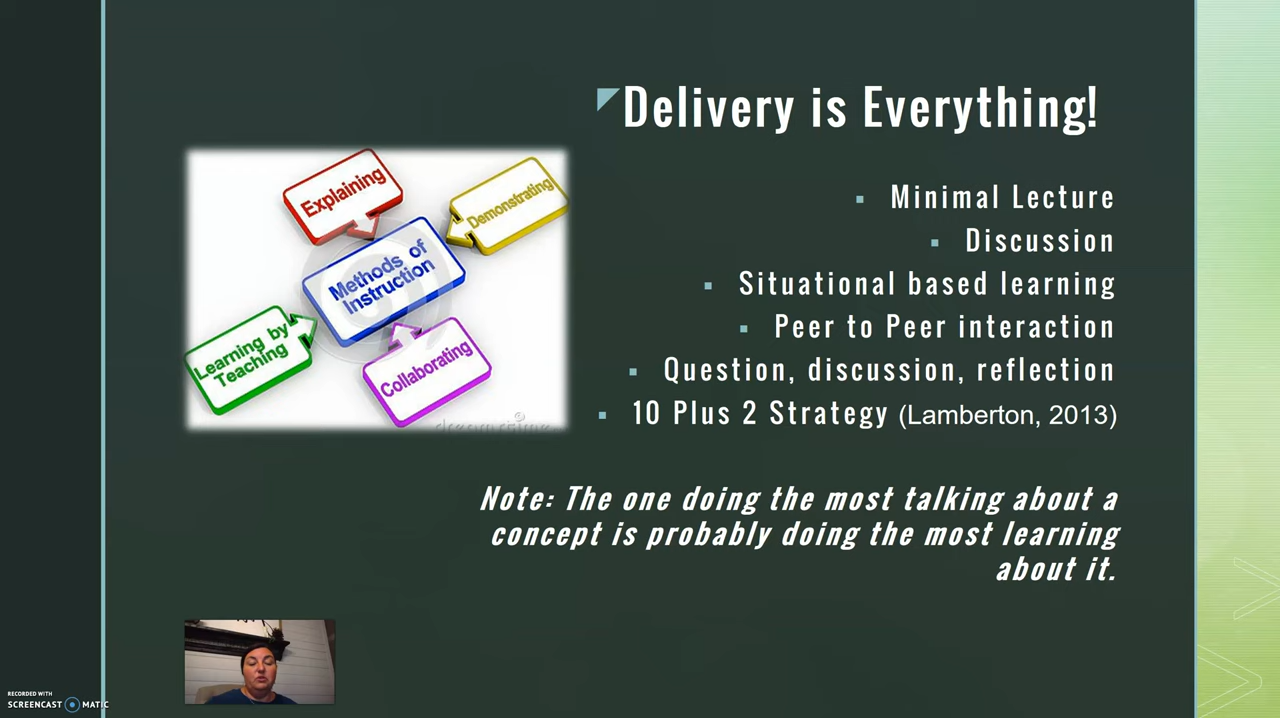 Delivery is Everything!
Explaining
Demonstrating
Methods of
Instruction
Learning by
Teaching
Collaborating
dreamstime
Minimal Lecture
Discussion
Situational based learning
Peer to Peer interaction
Question, discussion, reflection
10 Plus 2 Strategy (Lamberton, 2013)
Note: The one doing the most talking about a
concept is probably doing the most learning
about it.
RECORDED WITH
SCREENCAST MATIC